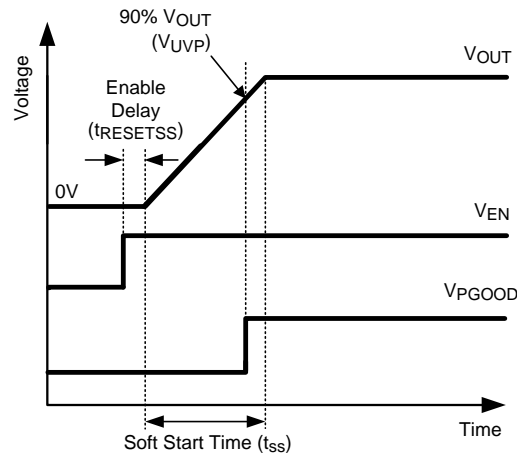 90% VOUT
(VUVP)
VOUT
Enable
Delay
(tRESETSS)
Voltage
0V
VEN
VPGOOD
Time
Soft Start Time (tss)